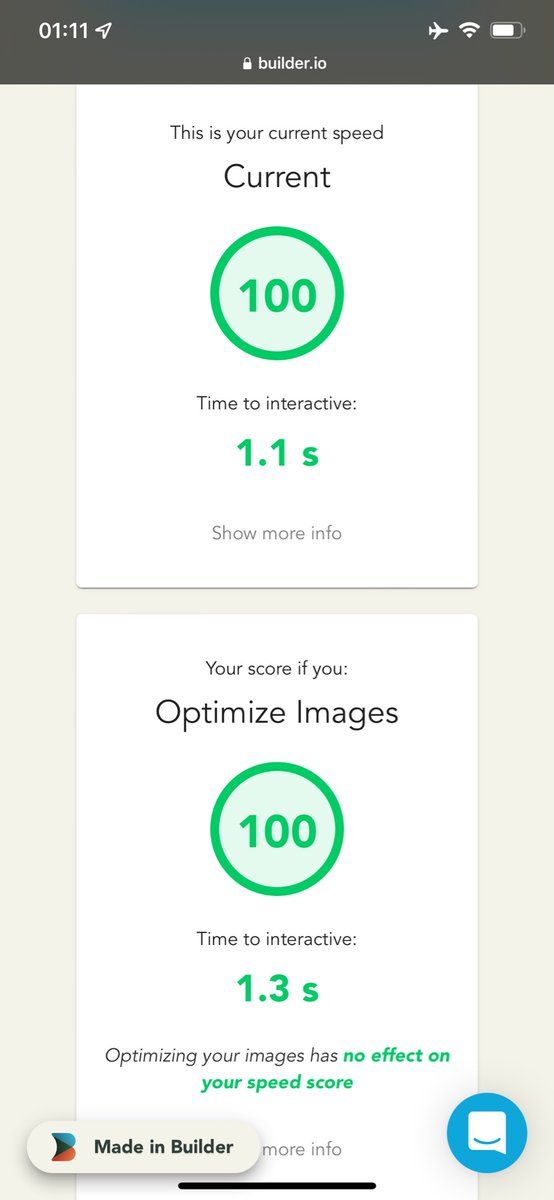 01:11
builder.io
This is your current speed
Current
100
Time to interactive:
1.1 s
Show more info
Your score if you:
Optimize Images
100
Time to interactive:
1.3 s
Optimizing your images has no effect on
your speed score
Made in Builder
more info